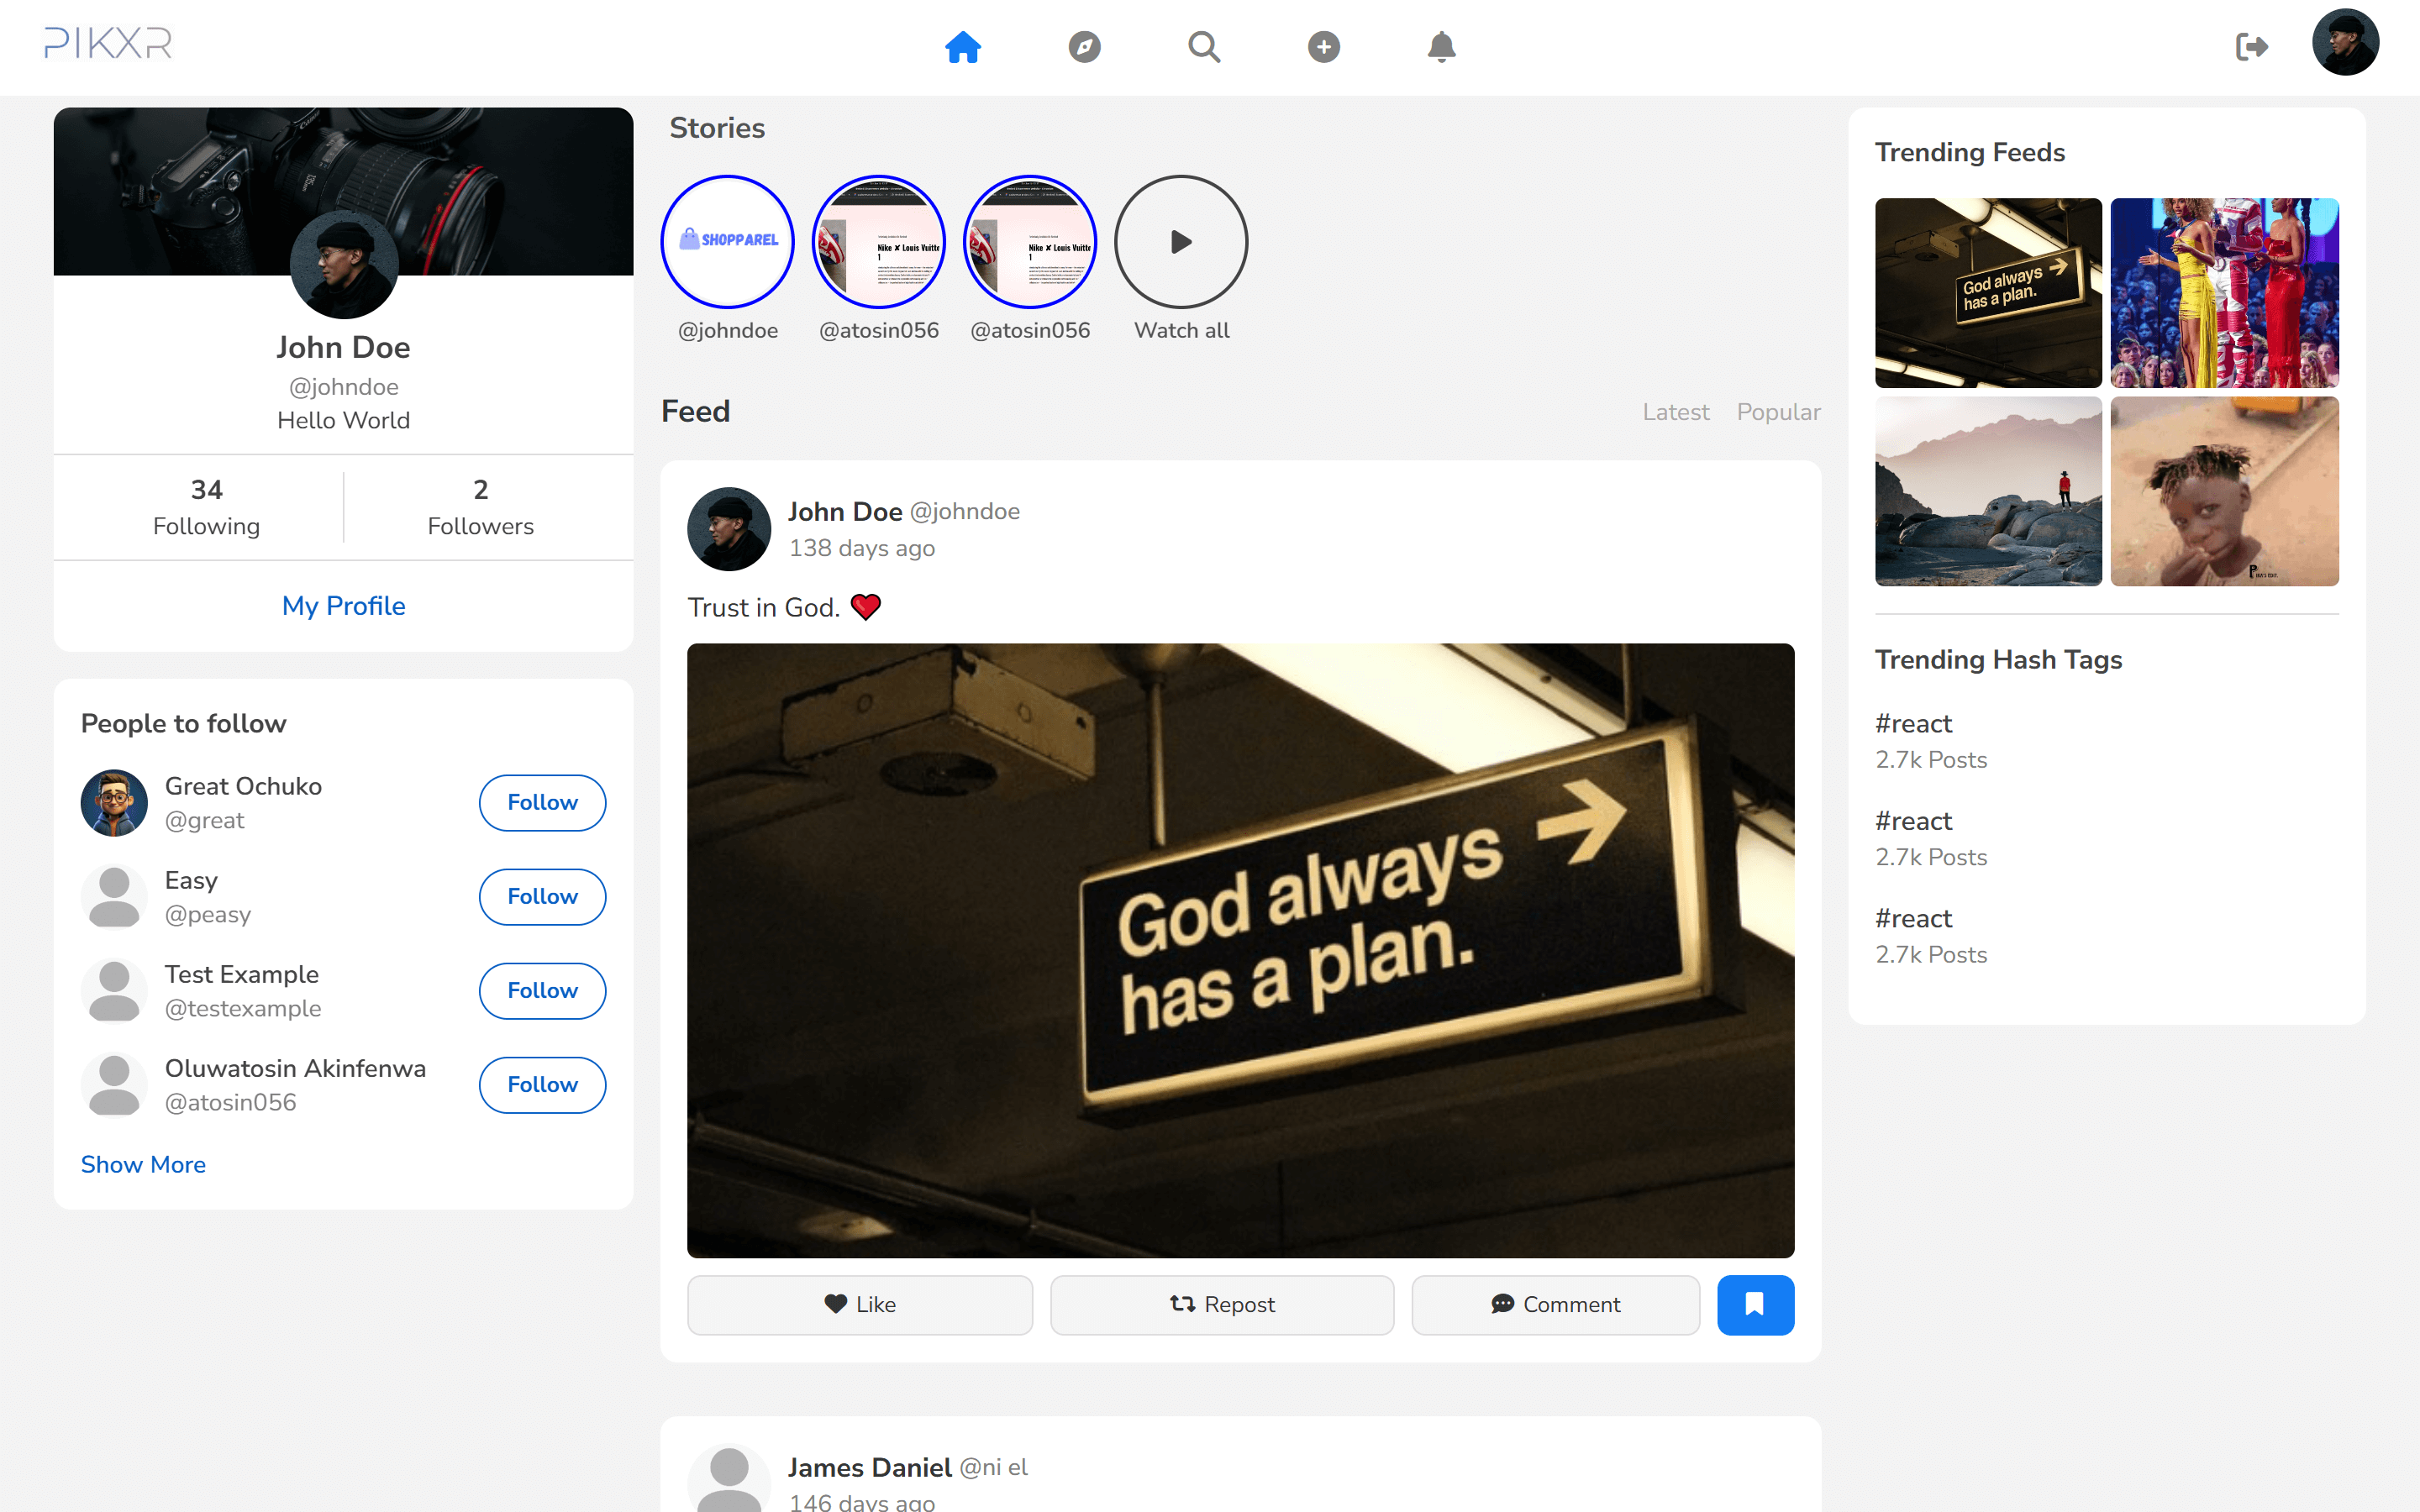 PIKXR
John Doe
@johndoe
Hello World
34
Following
2
Followers
My Profile
People to follow
Great Ochuko
@great
Follow
Easy
@peasy
Follow
Test Example
@testexample
Follow
Oluwatosin Akinfenwa
@atosin056
Follow
Show More
Stories
SHOPPAREL
Nike X Louis Vuitt
1
Nike X Louis Vuitt
1
@johndoe
@atosin056
@atosin056
Watch all
Feed
Latest Popular
John Doe @johndoe
138 days ago
Trust in God. ❤️
God always →
has a plan.
Like
Repost
Comment
James Daniel @ni el
146 days ago
Trending Feeds
God always →
has a plan.
Trending Hash Tags
#react
2.7k Posts
#react
2.7k Posts
#react
2.7k Posts